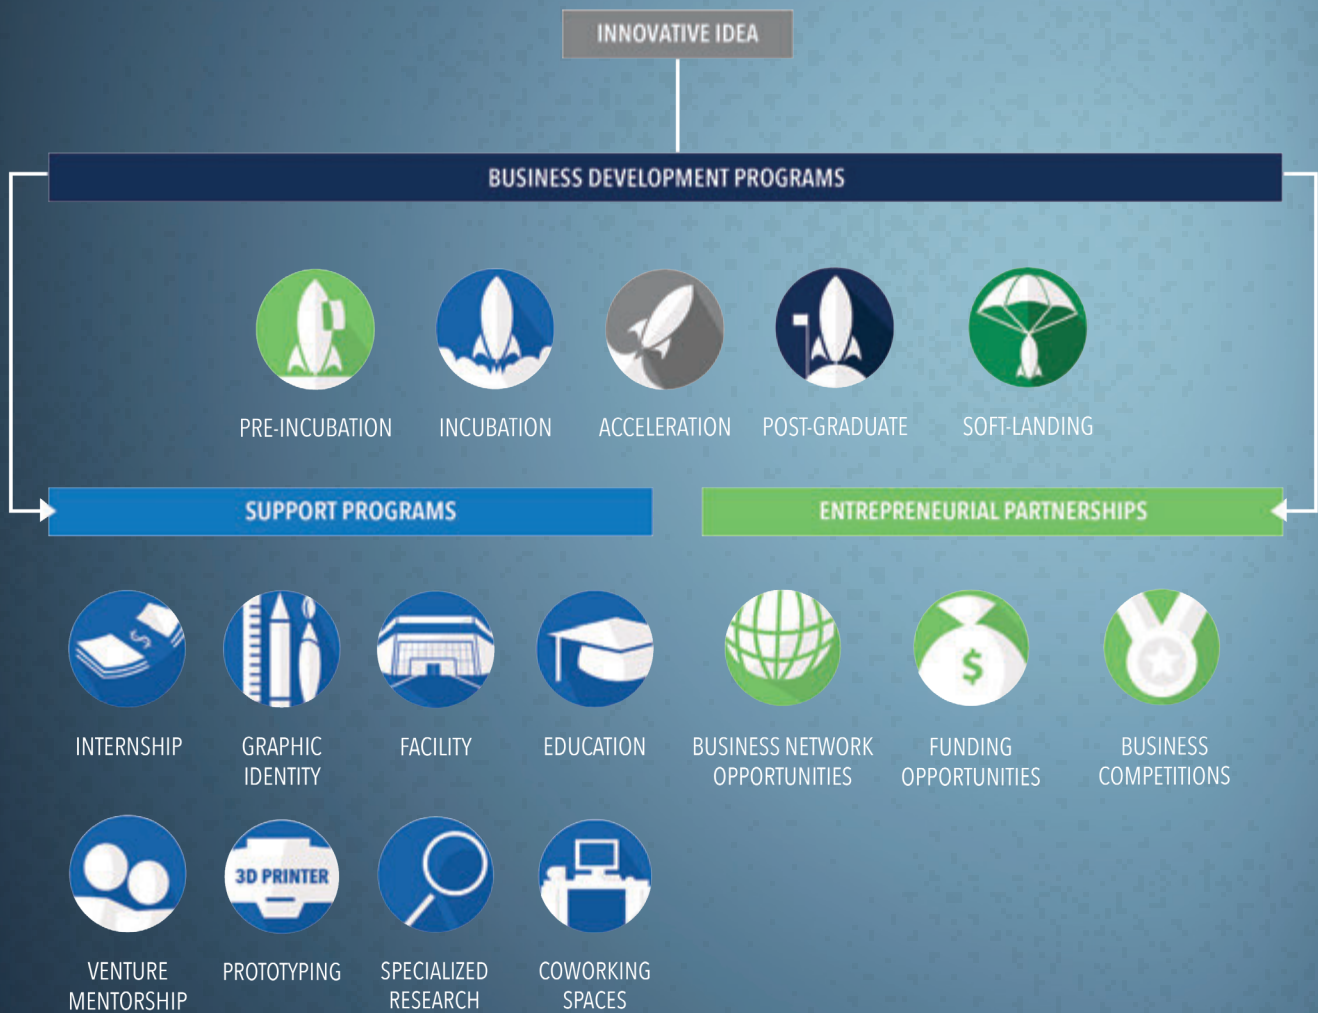 INNOVATIVE IDEA
BUSINESS DEVELOPMENT PROGRAMS
PRE-INCUBATION
INCUBATION
ACCELERATION
POST-GRADUATE
SOFT-LANDING
SUPPORT PROGRAMS
ENTREPRENEURIAL PARTNERSHIPS
$
$
INTERNSHIP
GRAPHIC
IDENTITY
FACILITY
EDUCATION
BUSINESS NETWORK
OPPORTUNITIES
FUNDING
OPPORTUNITIES
BUSINESS
COMPETITIONS
3D PRINTER
VENTURE
MENTORSHIP
PROTOTYPING
SPECIALIZED
RESEARCH
COWORKING
SPACES